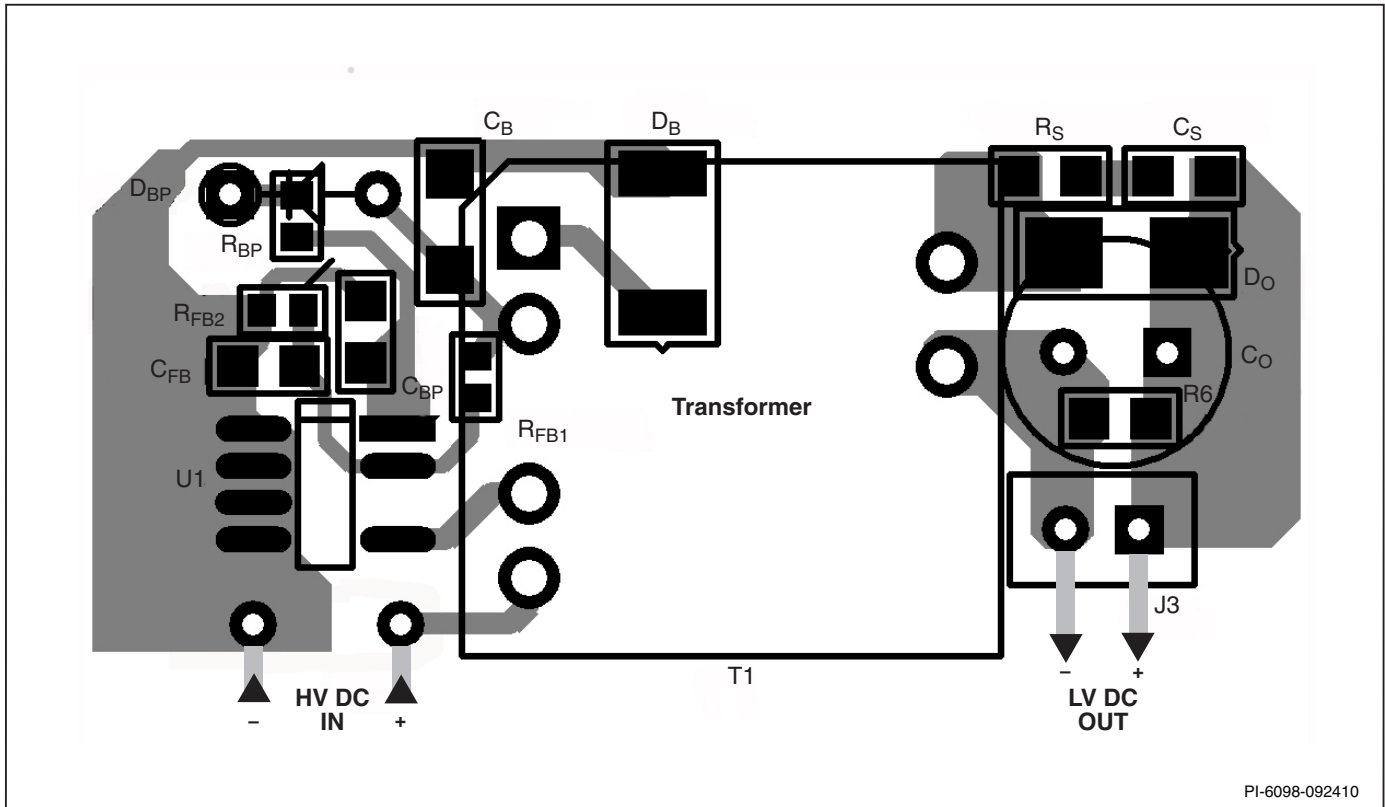 CB
DB
RS
CS
DBP
RBP
DO
RFB2
CO
CFB
CBP
R6
Transformer
RFB1
U1
J3
T1
HV DC
IN
–
+
–
+
LV DC
OUT
PI-6098-092410